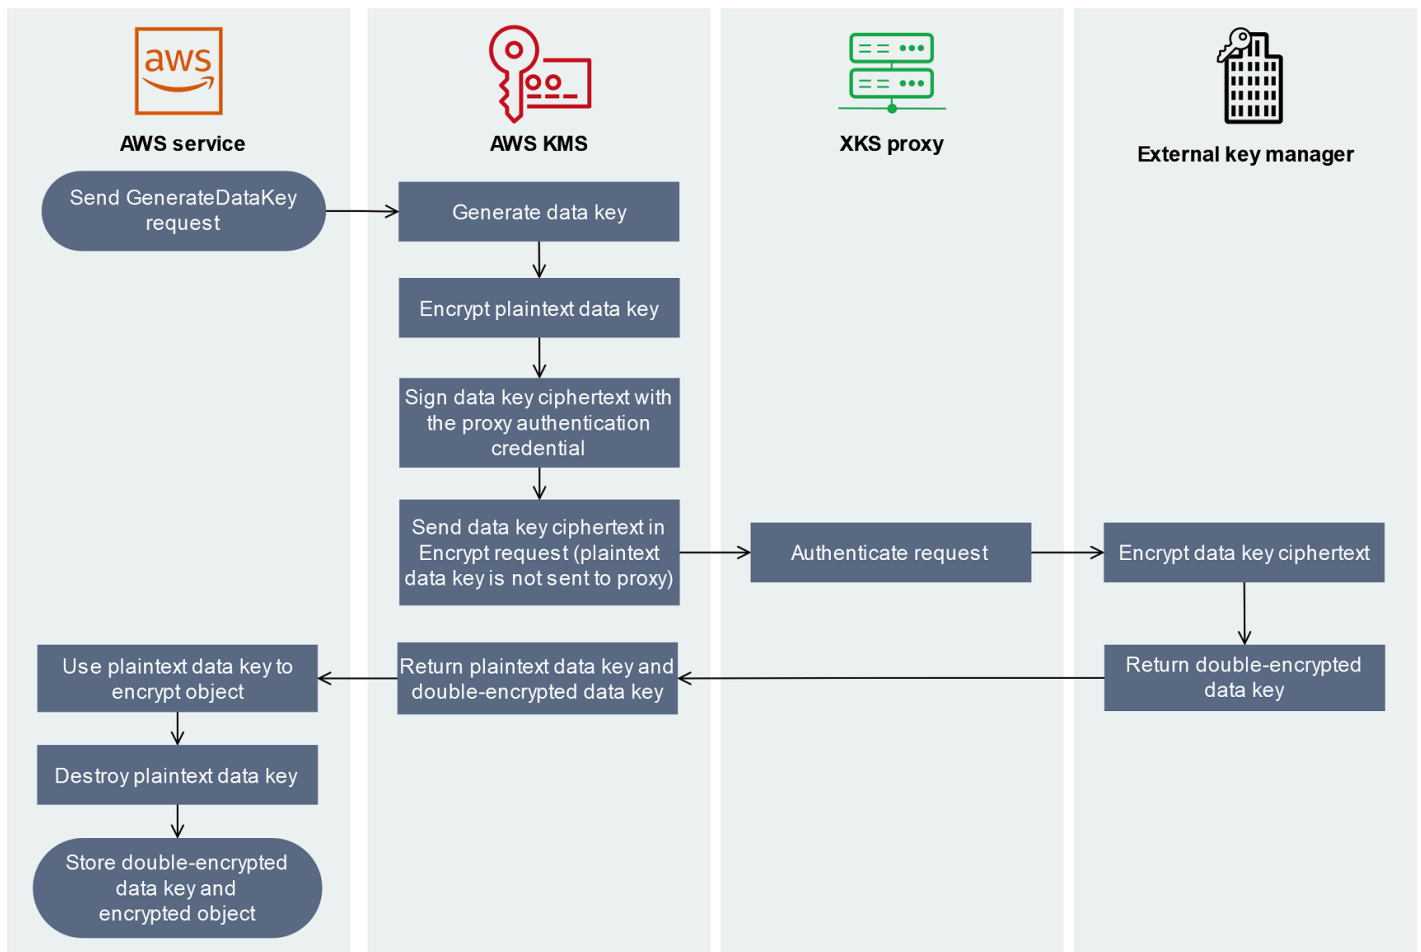 aws
AWS service
AWS KMS
XKS proxy
External key manager
Send GenerateDataKey
request
Generate data key
Encrypt plaintext data key
Sign data key ciphertext with
the proxy authentication
credential
Send data key ciphertext in
Encrypt request (plaintext
data key is not sent to proxy)
Authenticate request
Encrypt data key ciphertext
Return double-encrypted
data key
Return plaintext data key and
double-encrypted data key
Use plaintext data key to
encrypt object
Destroy plaintext data key
Store double-encrypted
data key and
encrypted object